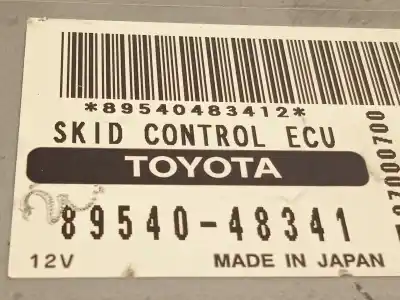 *89540483412*
SKID CONTROL ECU
TOYOTA
89540-48341
12V MADE IN JAPAN